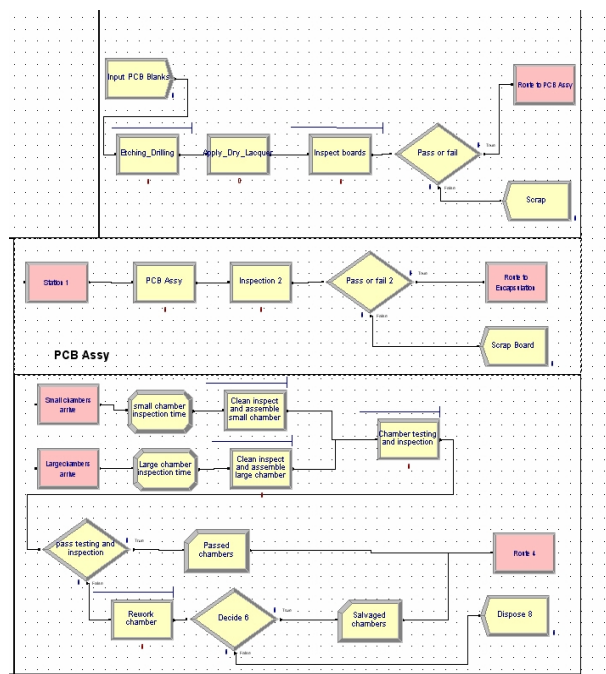 Input PCB Blanks
Route to PCB Assy
Etching_Drilling
Apply_Dry_Lacquer
Inspect boards
Pass or fail
True
False
Scrap
Station 1
PCB Assy
Inspection 2
Pass or fail 2
True
Route to
Encapsulation
False
Scrap Board
PCB Assy
Small chambers
arrive
small chamber
inspection time
Clean inspect
and assemble
small chamber
Chamber testing
and inspection
Large chambers
arrive
Large chamber
inspection time
Clean inspect
and assemble
large chamber
pass testing and
inspection
True
False
Passed
chambers
Route 4
Rework
chamber
Decide 6
True
False
Salvaged
chambers
Dispose 8